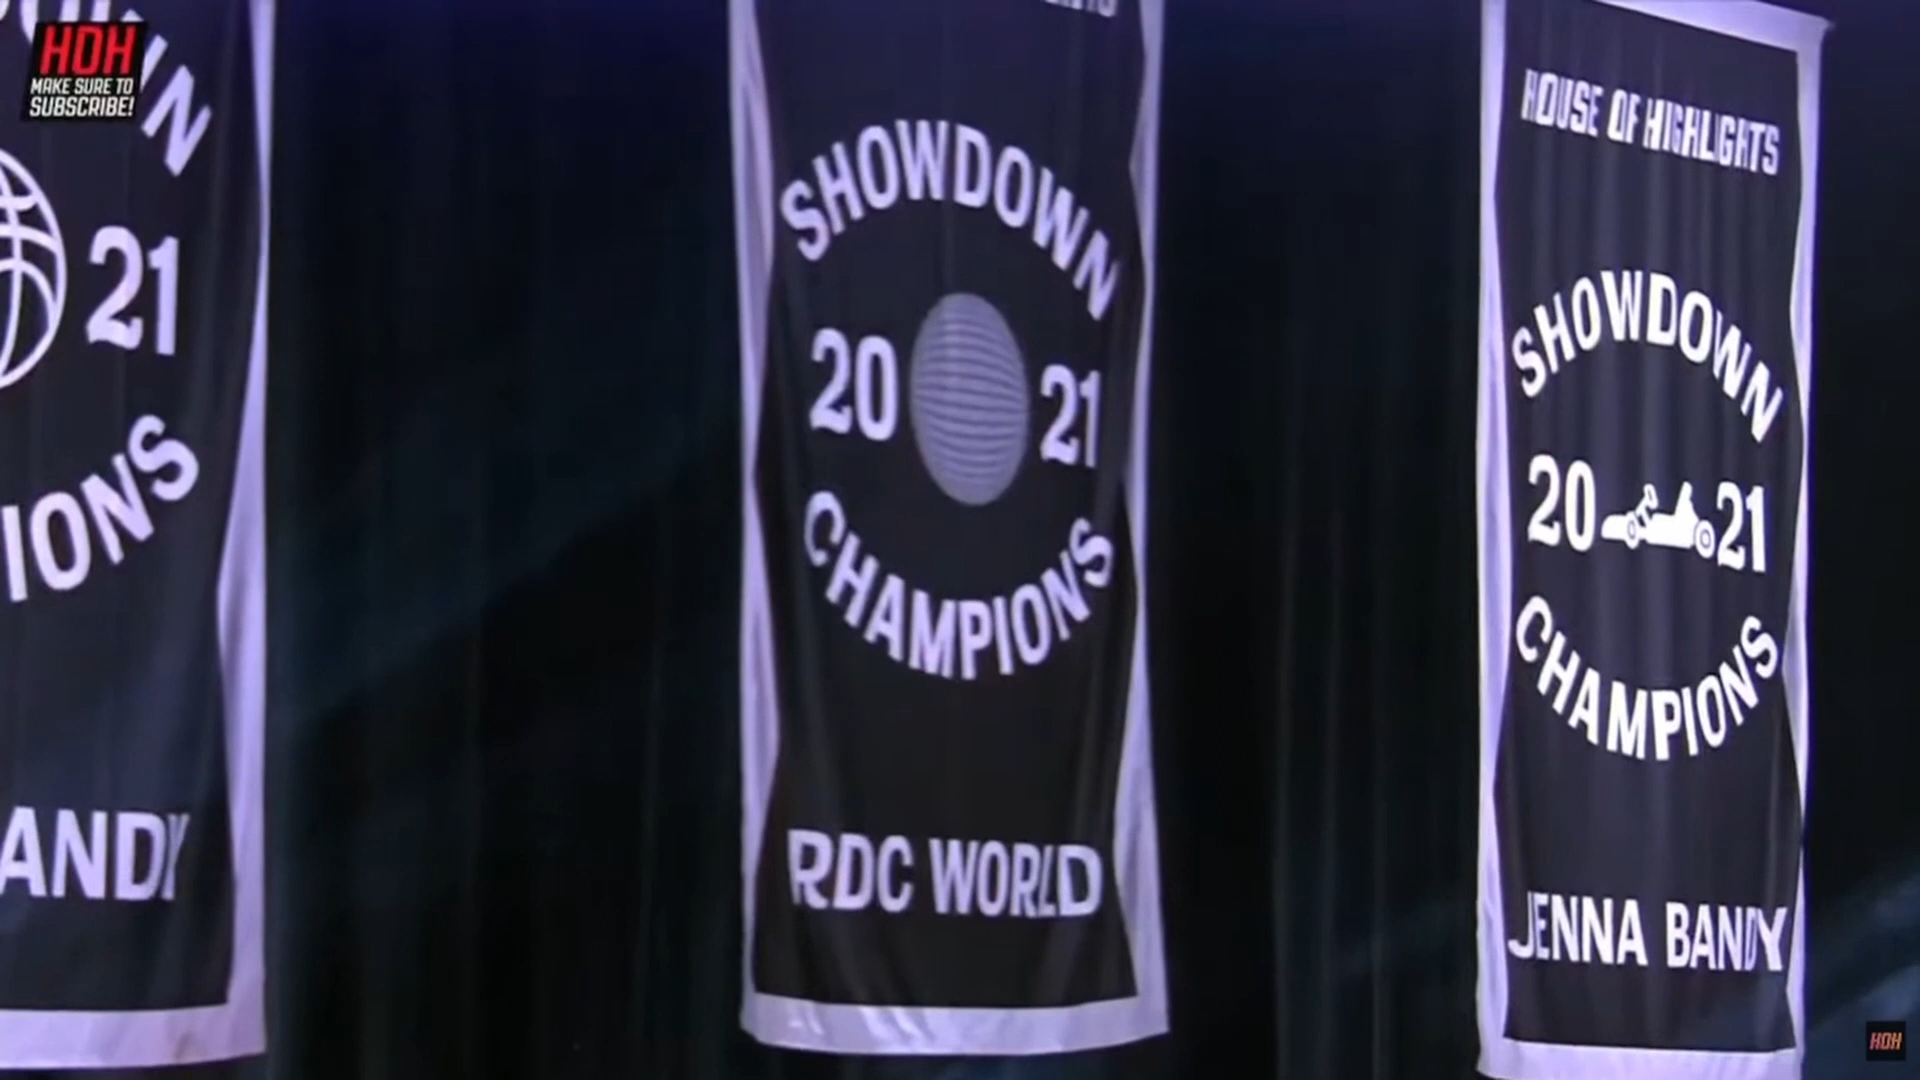 HOH
MAKE SURE TO
SUBSCRIBE!
21
IONS
ANDY
SHOWDOWN
20 21
CHAMPIONS
RDC WORLD
HOUSE OF HIGHLIGHTS
SHOWDOWN
20 21
CHAMPIONS
JENNA BANDY
HOH